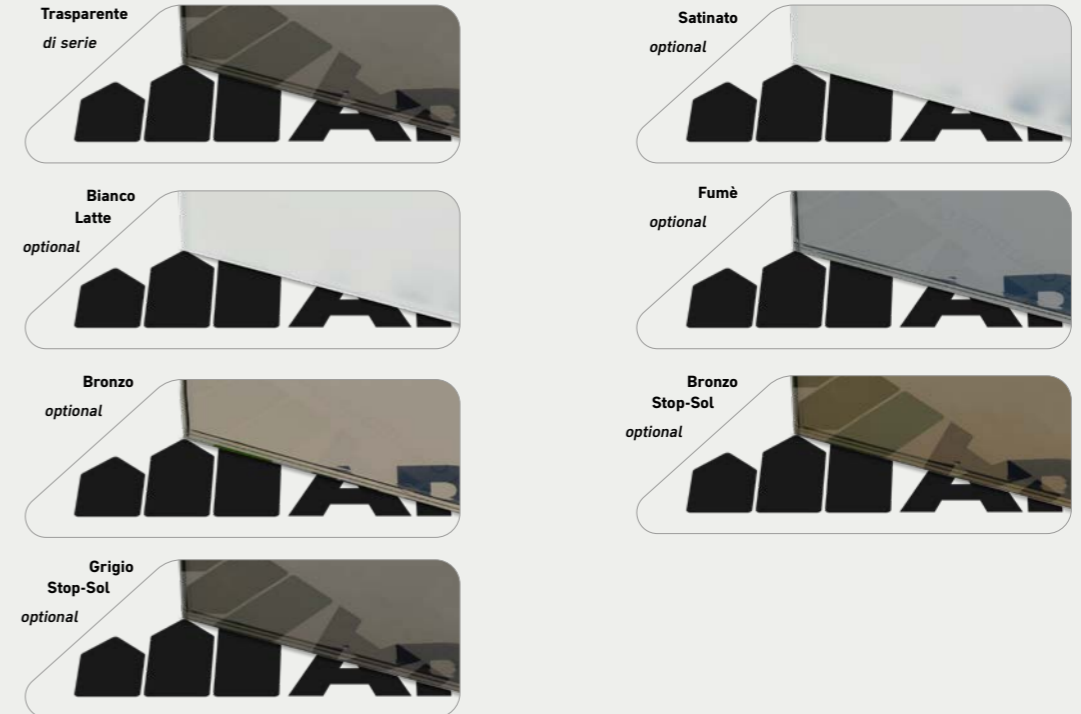 Trasparente
di serie
Satinato
optional
Bianco
Latte
optional
Fumè
optional
Bronzo
optional
Bronzo
Stop-Sol
optional
Grigio
Stop-Sol
optional